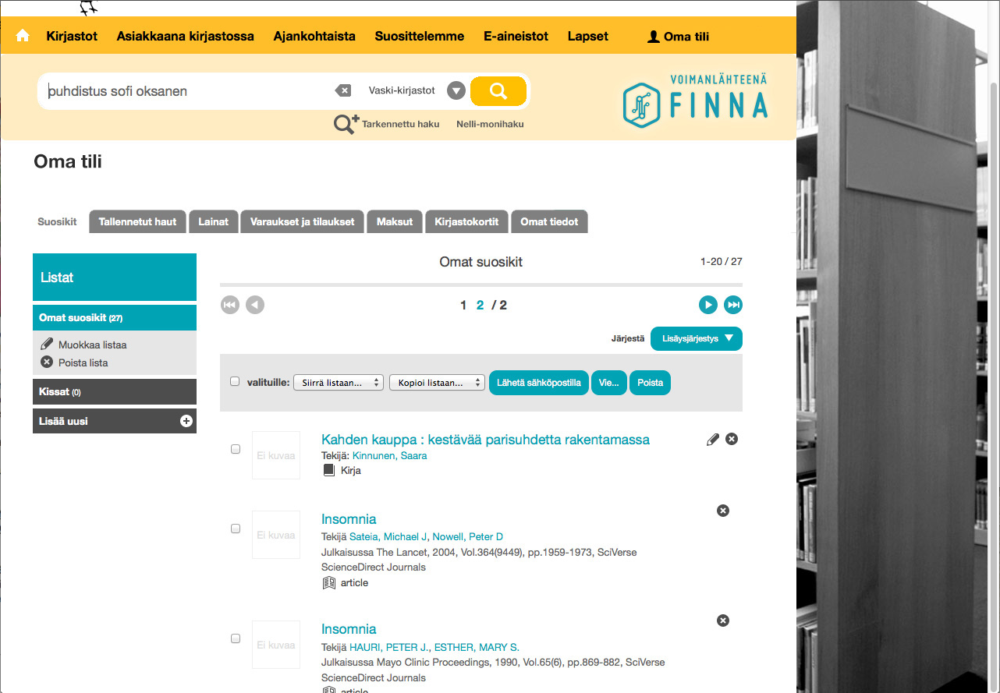 Kirjastot Asiakkaana kirjastossa Ajankohtaista Suosittelemme E-aineistot Lapset Oma tili
puhdistus sofi oksanen Vaski-kirjastot
Tarkennettu haku Nelli-monihaku
VOIMANLÄHTEENÄ
FINNA
Oma tili
Suosikit Tallennetut haut Lainat Varaukset ja tilaukset Maksut Kirjastokortit Omat tiedot
Listat
Omat suosikit (27)
Muokkaa listaa
Poista lista
Kissat (0)
Lisää uusi
Omat suosikit 1-20 / 27
1 2 / 2
Järjestä Lisäysjärjestys
valituille: Siirrä listaan... Kopioi listaan... Lähetä sähköpostilla Vie... Poista
Ei kuvaa
Kahden kauppa : kestävää parisuhdetta rakentamassa
Tekijä: Kinnunen, Saara
Kirja
Ei kuvaa
Insomnia
Tekijä Sateia, Michael J, Nowell, Peter D
Julkaisussa The Lancet, 2004, Vol.364(9449), pp.1959-1973, SciVerse
ScienceDirect Journals
article
Ei kuvaa
Insomnia
Tekijä HAURI, PETER J., ESTHER, MARY S.
Julkaisussa Mayo Clinic Proceedings, 1990, Vol.65(6), pp.869-882, SciVerse
ScienceDirect Journals
article